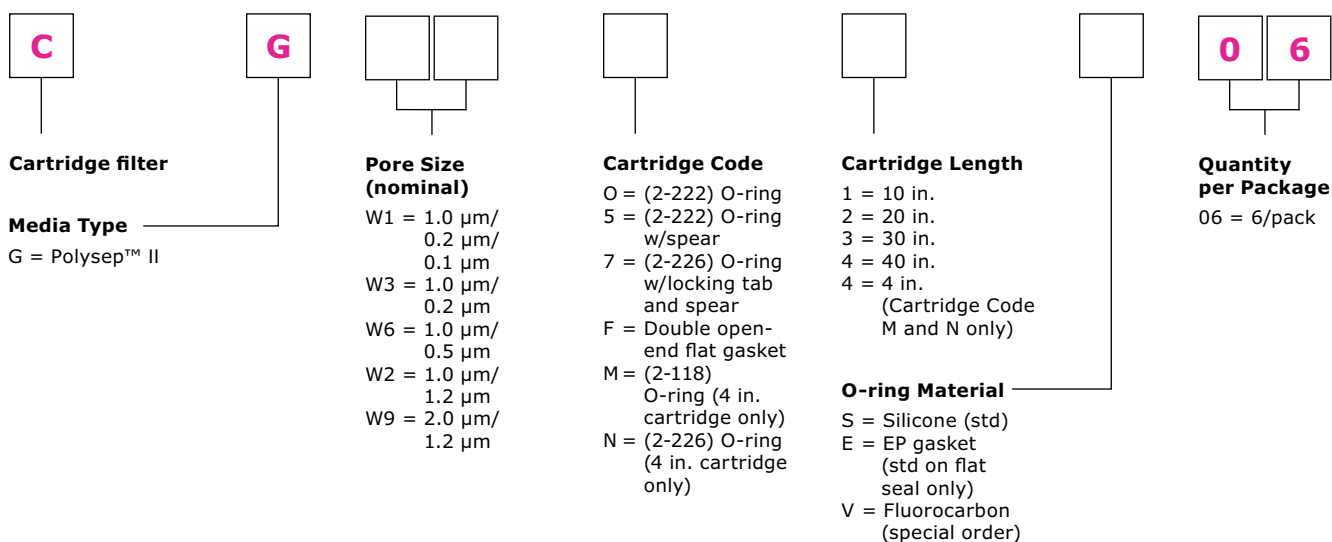 C G 0 6
Cartridge filter
Media Type
G = Polysep™ II
Pore Size
(nominal)
W1 = 1.0 µm/
0.2 µm/
0.1 µm
W3 = 1.0 µm/
0.2 µm
W6 = 1.0 µm/
0.5 µm
W2 = 1.0 µm/
1.2 µm
W9 = 2.0 µm/
1.2 µm
Cartridge Code
O = (2-222) O-ring
5 = (2-222) O-ring
w/spear
7 = (2-226) O-ring
w/locking tab
and spear
F = Double open-
end flat gasket
M = (2-118)
O-ring (4 in.
cartridge only)
N = (2-226) O-ring
(4 in. cartridge
only)
Cartridge Length
1 = 10 in.
2 = 20 in.
3 = 30 in.
4 = 40 in.
4 = 4 in.
(Cartridge Code
M and N only)
O-ring Material
S = Silicone (std)
E = EP gasket
(std on flat
seal only)
V = Fluorocarbon
(special order)
Quantity
per Package
06 = 6/pack